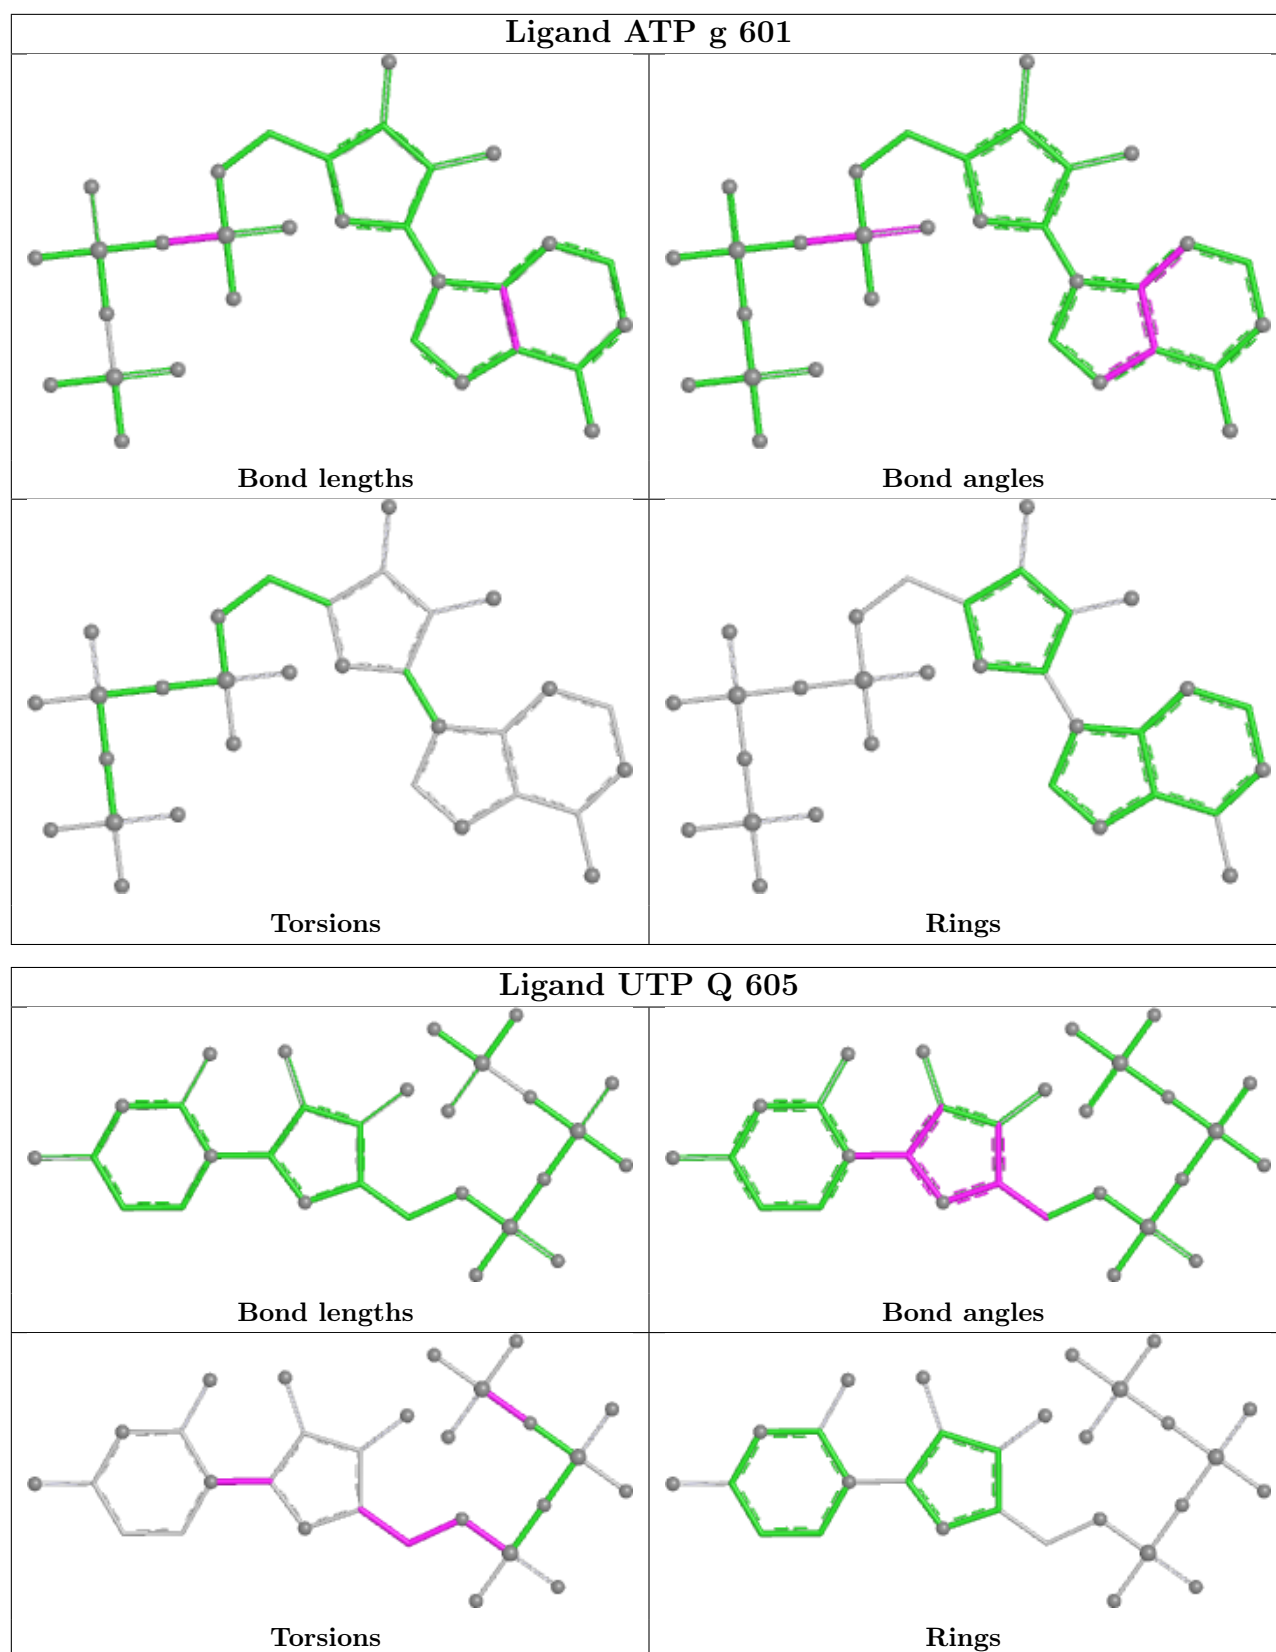 Ligand ATP g 601
Bond lengths
Bond angles
Torsions
Rings
Ligand UTP Q 605
Bond lengths
Bond angles
Torsions
Rings